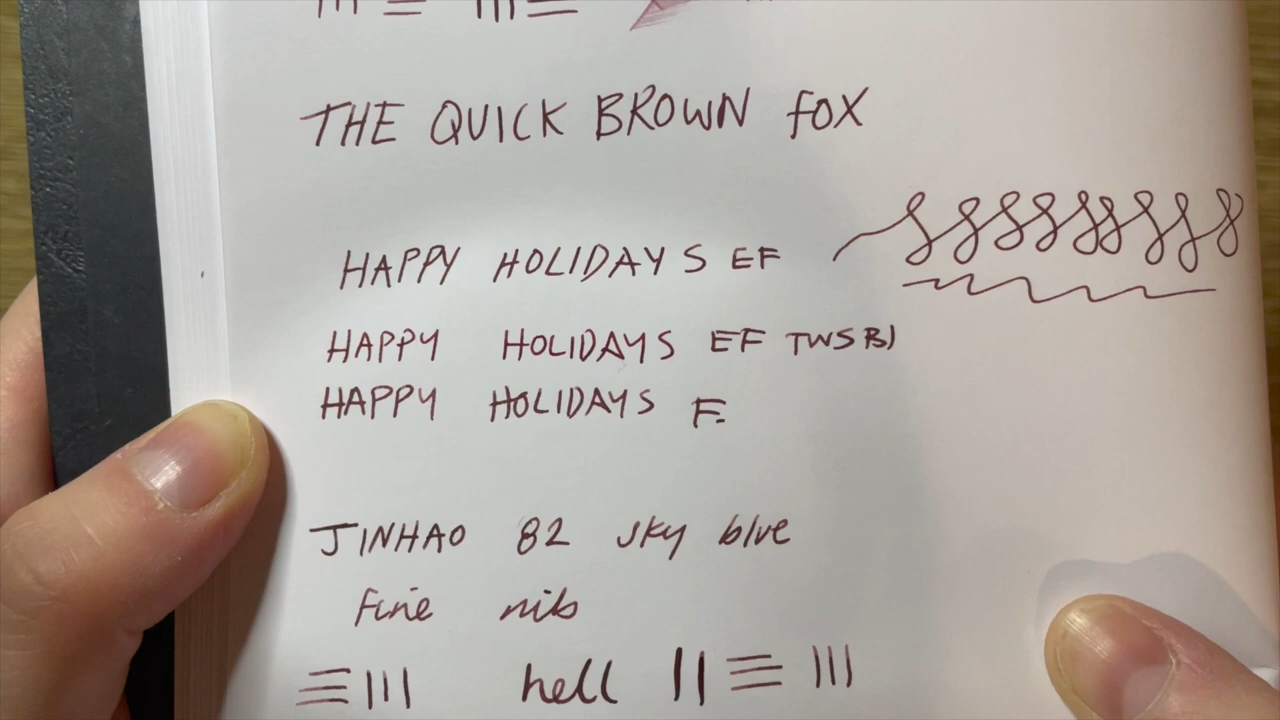 THE QUICK BROWN FOX
HAPPY HOLIDAYS EF
HAPPY HOLIDAYS EF TWSBI
HAPPY HOLIDAYS F.
JINHAO 82 sky blue
Fine nib
hell